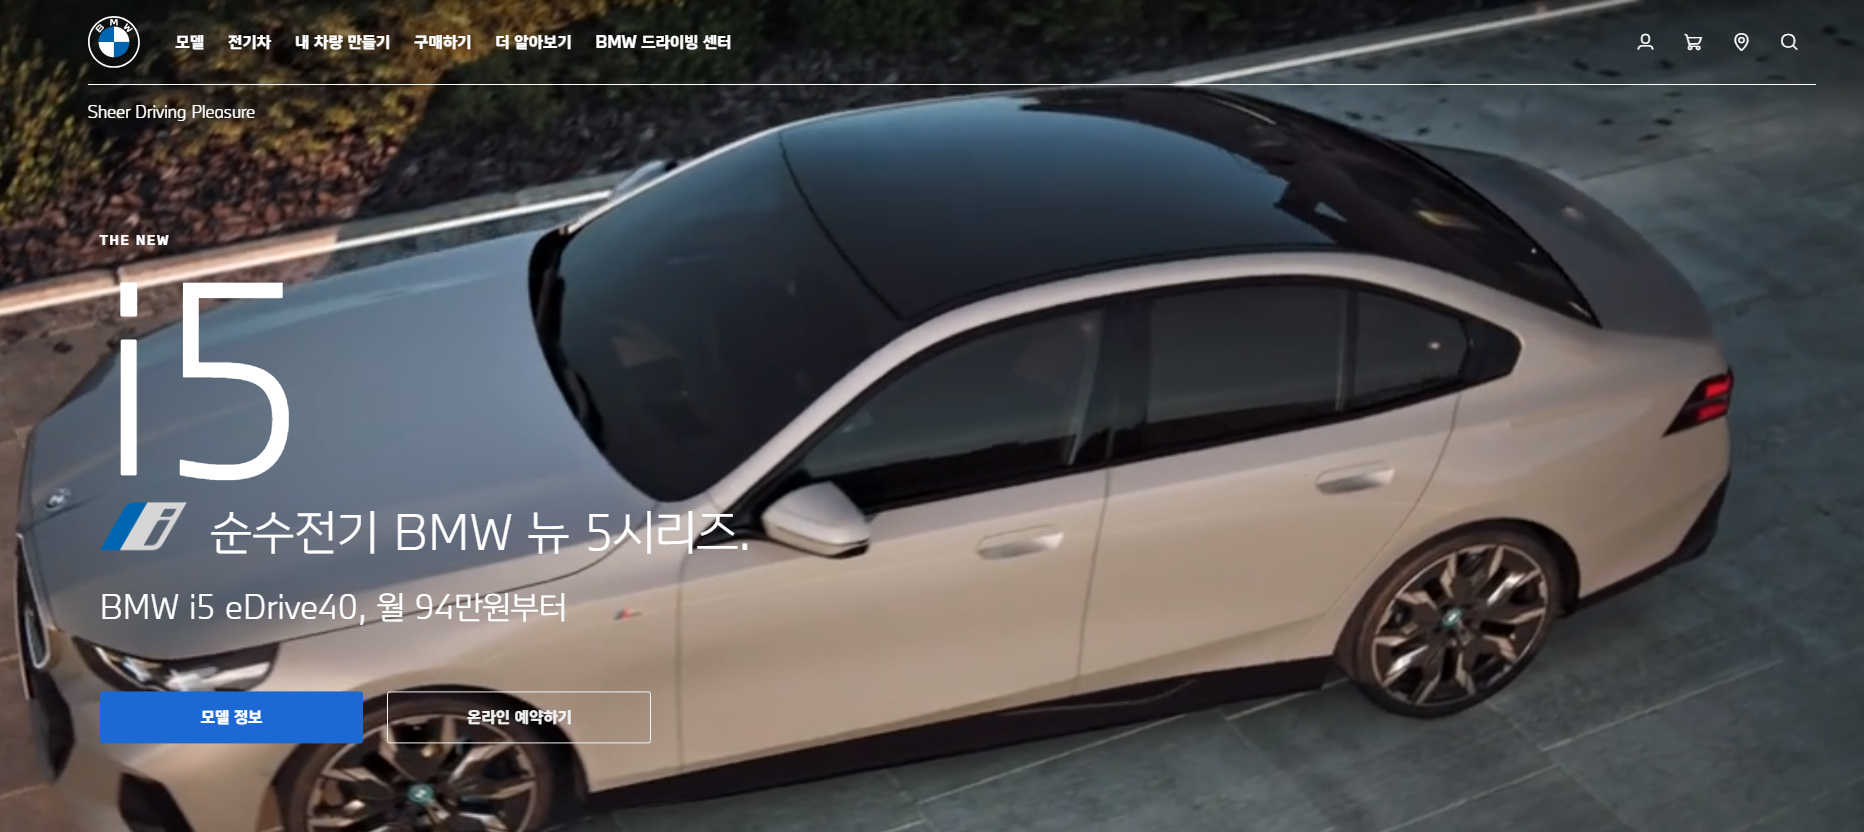 BMW
모델 전기차 내 차량 만들기 구매하기 더 알아보기 BMW 드라이빙 센터
Sheer Driving Pleasure
THE NEW
i5
i 순수전기 BMW 뉴 5시리즈.
BMW i5 eDrive40, 월 94만원부터
모델 정보 온라인 예약하기